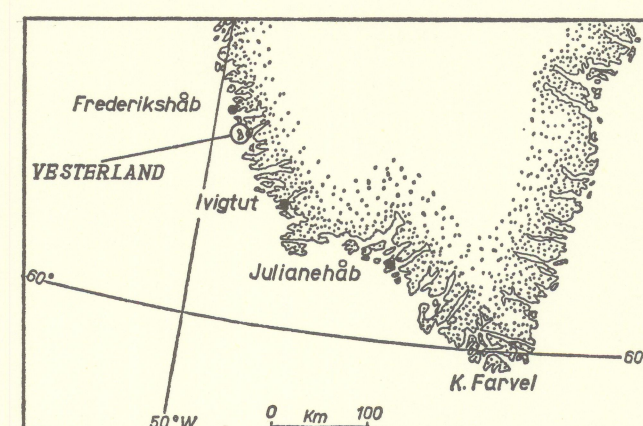 Frederikshåb
VESTERLAND
Ivigtut
Julianehåb
60°
60
K. Farvel
50°W
0 Km 100